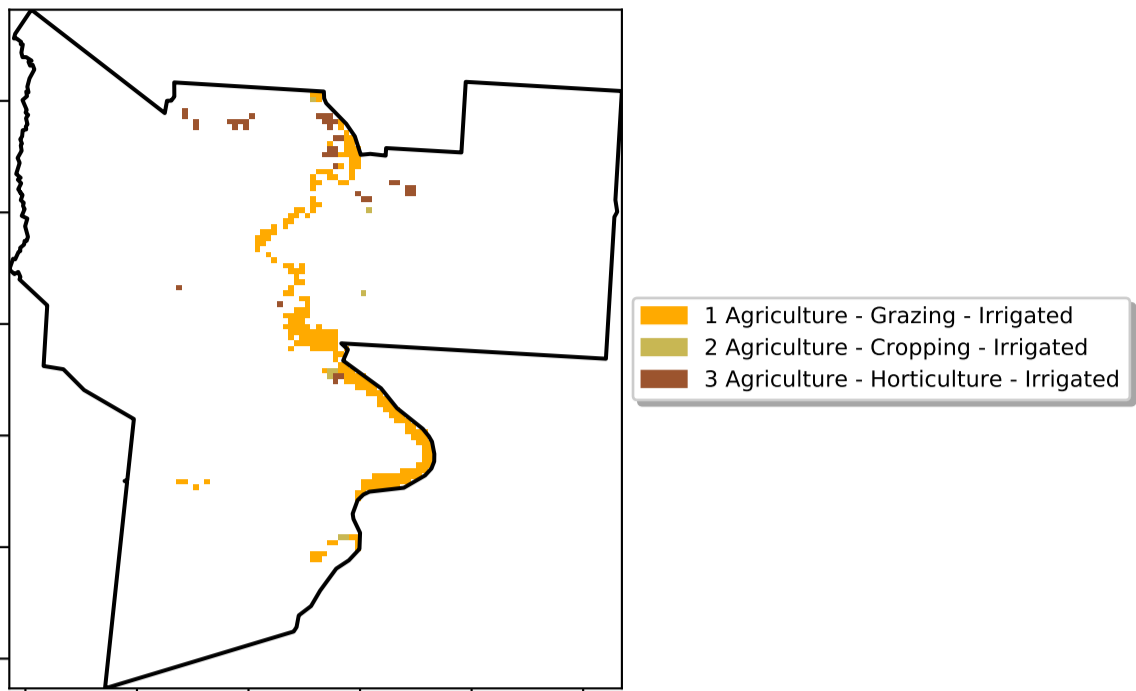 1 Agriculture - Grazing - Irrigated
2 Agriculture - Cropping - Irrigated
3 Agriculture - Horticulture - Irrigated